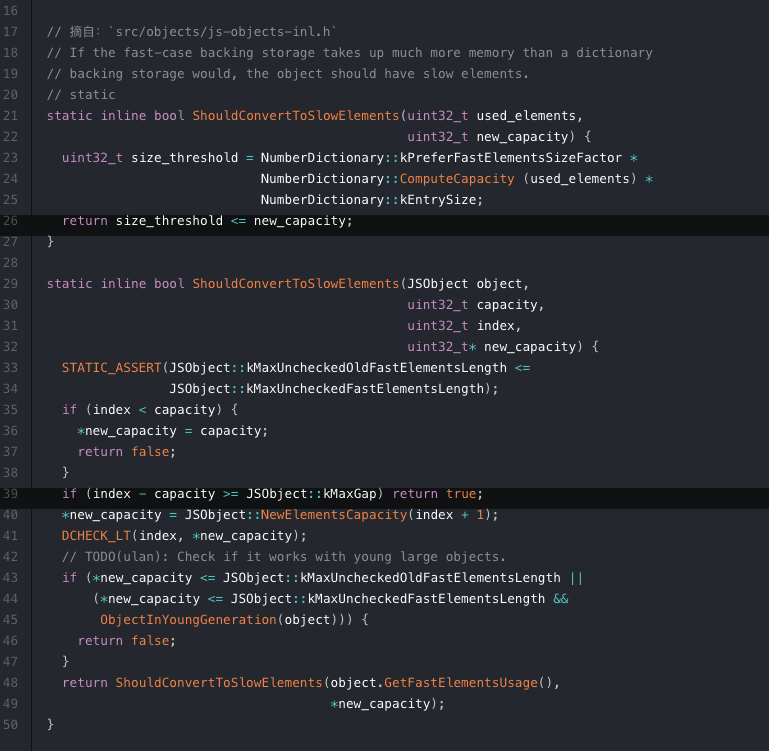 16
17 // 摘自: `src/objects/js-objects-inl.h`
18 // If the fast-case backing storage takes up much more memory than a dictionary
19 // backing storage would, the object should have slow elements.
20 // static
21 static inline bool ShouldConvertToSlowElements(uint32_t used_elements,
22                                                uint32_t new_capacity) {
23   uint32_t size_threshold = NumberDictionary::kPreferFastElementsSizeFactor *
24                             NumberDictionary::ComputeCapacity (used_elements) *
25                             NumberDictionary::kEntrySize;
26   return size_threshold <= new_capacity;
27 }
28
29 static inline bool ShouldConvertToSlowElements(JSObject object,
30                                                uint32_t capacity,
31                                                uint32_t index,
32                                                uint32_t* new_capacity) {
33   STATIC_ASSERT(JSObject::kMaxUncheckedOldFastElementsLength <=
34                 JSObject::kMaxUncheckedFastElementsLength);
35   if (index < capacity) {
36     *new_capacity = capacity;
37     return false;
38   }
39   if (index - capacity >= JSObject::kMaxGap) return true;
40   *new_capacity = JSObject::NewElementsCapacity(index + 1);
41   DCHECK_LT(index, *new_capacity);
42   // TODO(ulan): Check if it works with young large objects.
43   if (*new_capacity <= JSObject::kMaxUncheckedOldFastElementsLength ||
44       (*new_capacity <= JSObject::kMaxUncheckedFastElementsLength &&
45        ObjectInYoungGeneration(object))) {
46     return false;
47   }
48   return ShouldConvertToSlowElements(object.GetFastElementsUsage(),
49                                      *new_capacity);
50 }